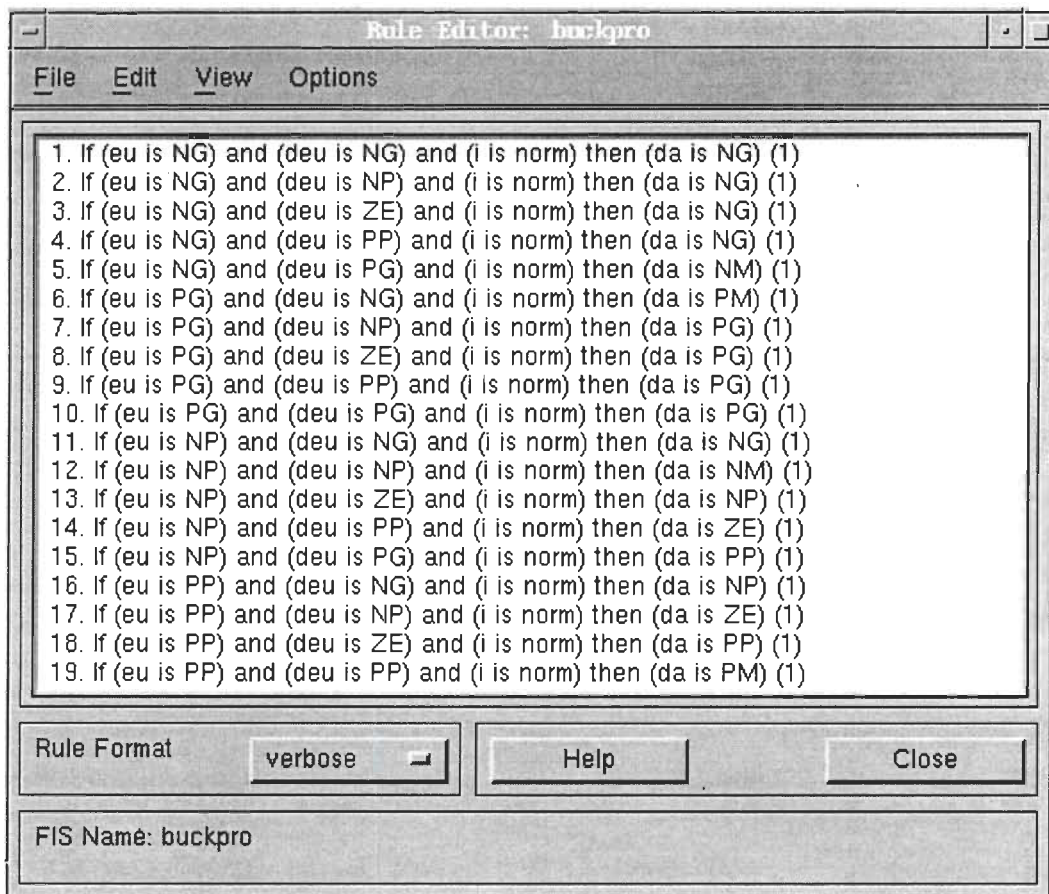 Rule Editor: buckpro
File Edit View Options
1. If (eu is NG) and (deu is NG) and (i is norm) then (da is NG) (1)
2. If (eu is NG) and (deu is NP) and (i is norm) then (da is NG) (1)
3. If (eu is NG) and (deu is ZE) and (i is norm) then (da is NG) (1)
4. If (eu is NG) and (deu is PP) and (i is norm) then (da is NG) (1)
5. If (eu is NG) and (deu is PG) and (i is norm) then (da is NM) (1)
6. If (eu is PG) and (deu is NG) and (i is norm) then (da is PM) (1)
7. If (eu is PG) and (deu is NP) and (i is norm) then (da is PG) (1)
8. If (eu is PG) and (deu is ZE) and (i is norm) then (da is PG) (1)
9. If (eu is PG) and (deu is PP) and (i is norm) then (da is PG) (1)
10. If (eu is PG) and (deu is PG) and (i is norm) then (da is PG) (1)
11. If (eu is NP) and (deu is NG) and (i is norm) then (da is NG) (1)
12. If (eu is NP) and (deu is NP) and (i is norm) then (da is NM) (1)
13. If (eu is NP) and (deu is ZE) and (i is norm) then (da is NP) (1)
14. If (eu is NP) and (deu is PP) and (i is norm) then (da is ZE) (1)
15. If (eu is NP) and (deu is PG) and (i is norm) then (da is PP) (1)
16. If (eu is PP) and (deu is NG) and (i is norm) then (da is NP) (1)
17. If (eu is PP) and (deu is NP) and (i is norm) then (da is ZE) (1)
18. If (eu is PP) and (deu is ZE) and (i is norm) then (da is PP) (1)
19. If (eu is PP) and (deu is PP) and (i is norm) then (da is PM) (1)
Rule Format verbose Help Close
FIS Name: buckpro